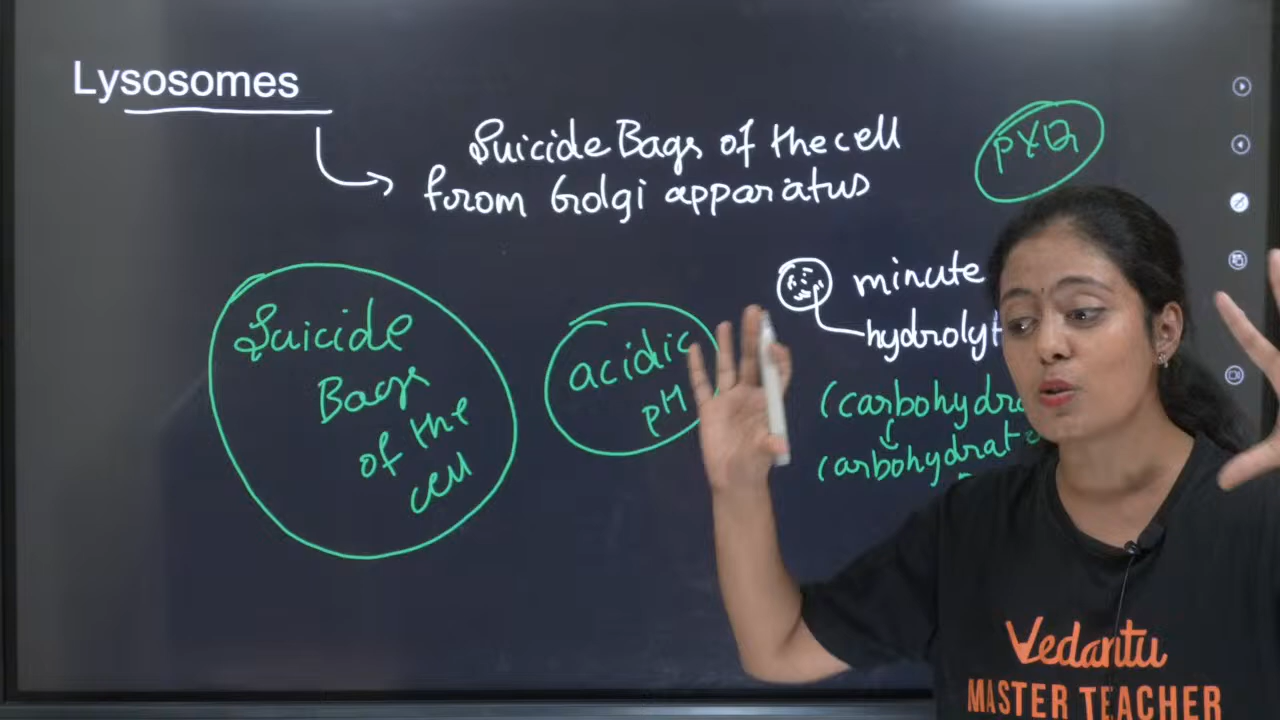 Lysosomes
Suicide Bags of the cell
from Golgi apparatus
PYQ
Suicide
Bags
of the
cell
acidic
pH
minute
hydrolyt
(carbohydra
carbohydrate
Vedantu
MASTER TEACHER